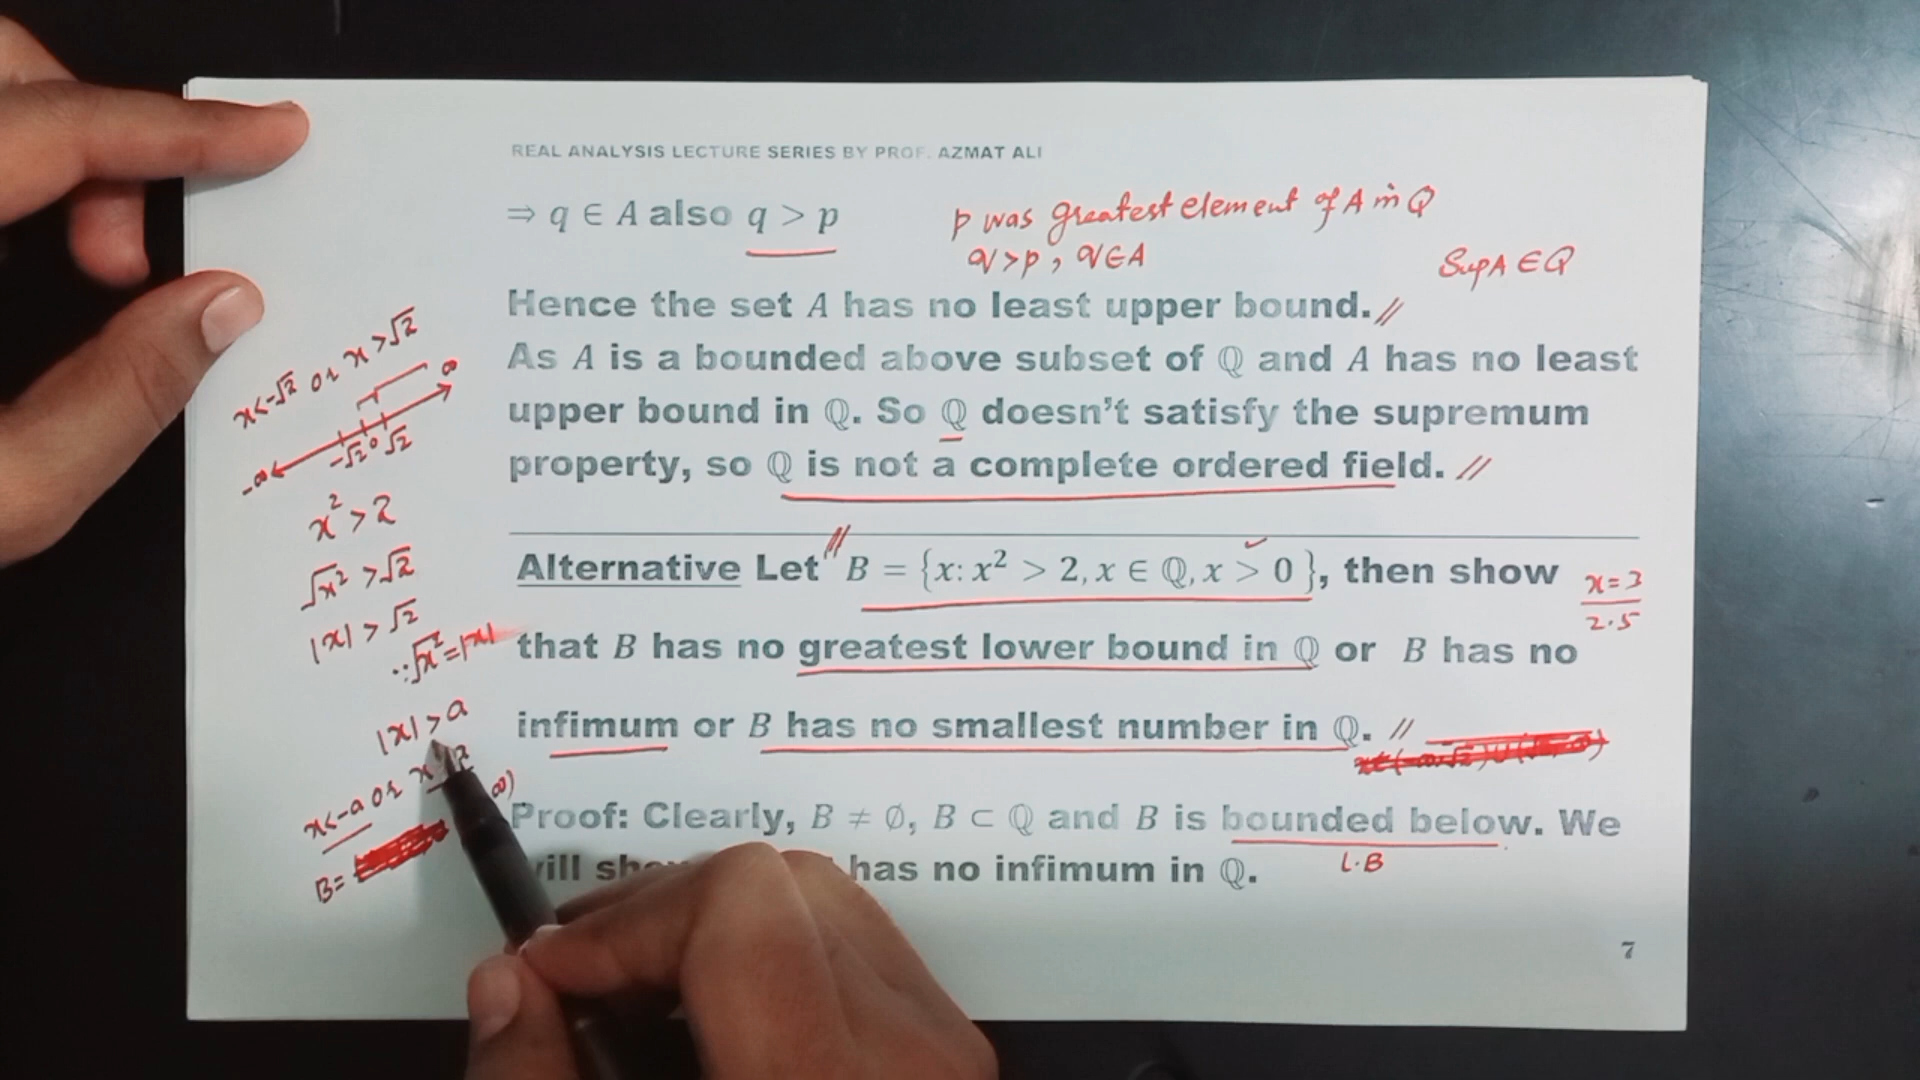 REAL ANALYSIS LECTURE SERIES BY PROF. AZMAT ALI
⇒ q ∈ A also q > p
p was greatest element of A in Q
q > p , q ∈ A
Sup A ∈ Q
Hence the set A has no least upper bound. //
As A is a bounded above subset of ℚ and A has no least
upper bound in ℚ. So ℚ doesn't satisfy the supremum
property, so ℚ is not a complete ordered field. //
x<-√2 or x>√2
-∞ -√2 0 √2 ∞
x² > 2
√x² > √2
|x| > √2
∵ √x² = |x|
|x| > a
x<-a or x
∞)
B=
Alternative Let B = {x: x² > 2, x ∈ ℚ, x > 0 }, then show
x=3
2.5
that B has no greatest lower bound in ℚ or B has no
infimum or B has no smallest number in ℚ. //
Proof: Clearly, B ≠ ∅, B ⊂ ℚ and B is bounded below. We
L.B
has no infimum in ℚ.
7